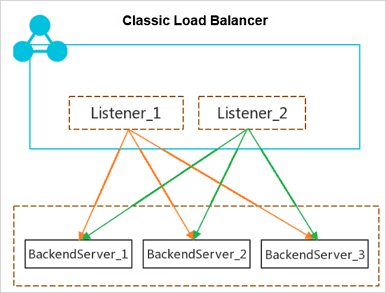 Classic Load Balancer
Listener_1 Listener_2
BackendServer_1 BackendServer_2 BackendServer_3